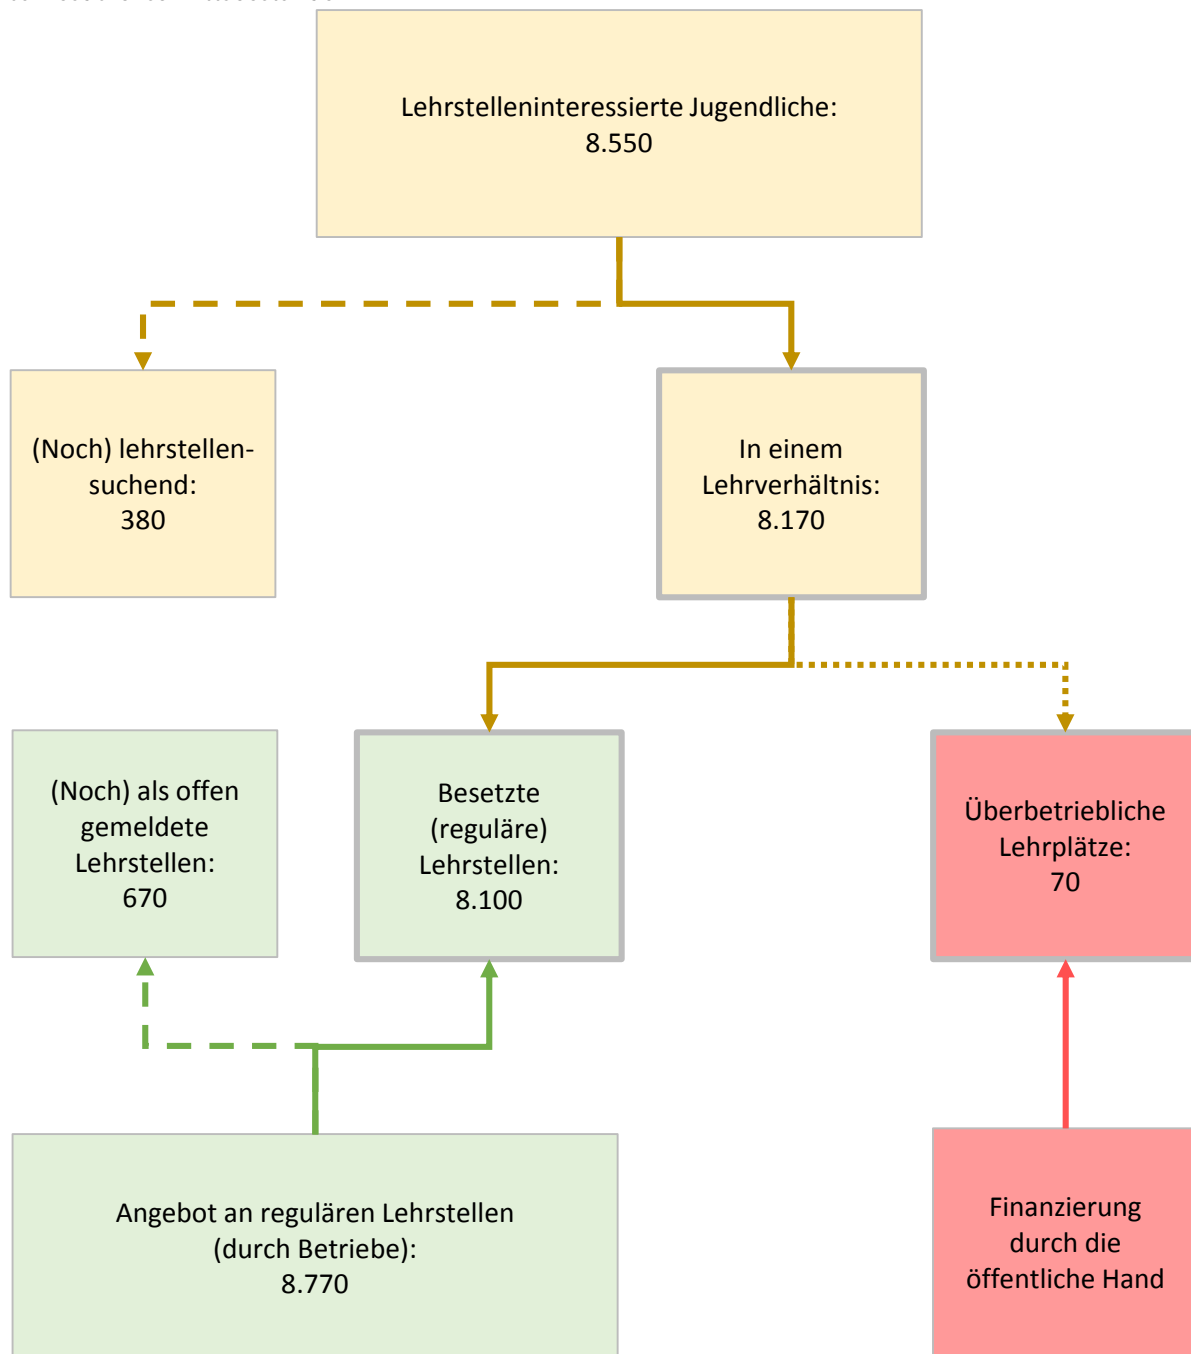 Lehrstelleninteressierte Jugendliche:
8.550
(Noch) lehrstellen-
suchend:
380
In einem
Lehrverhältnis:
8.170
(Noch) als offen
gemeldete
Lehrstellen:
670
Besetzte
(reguläre)
Lehrstellen:
8.100
Überbetriebliche
Lehrplätze:
70
Angebot an regulären Lehrstellen
(durch Betriebe):
8.770
Finanzierung
durch die
öffentliche Hand